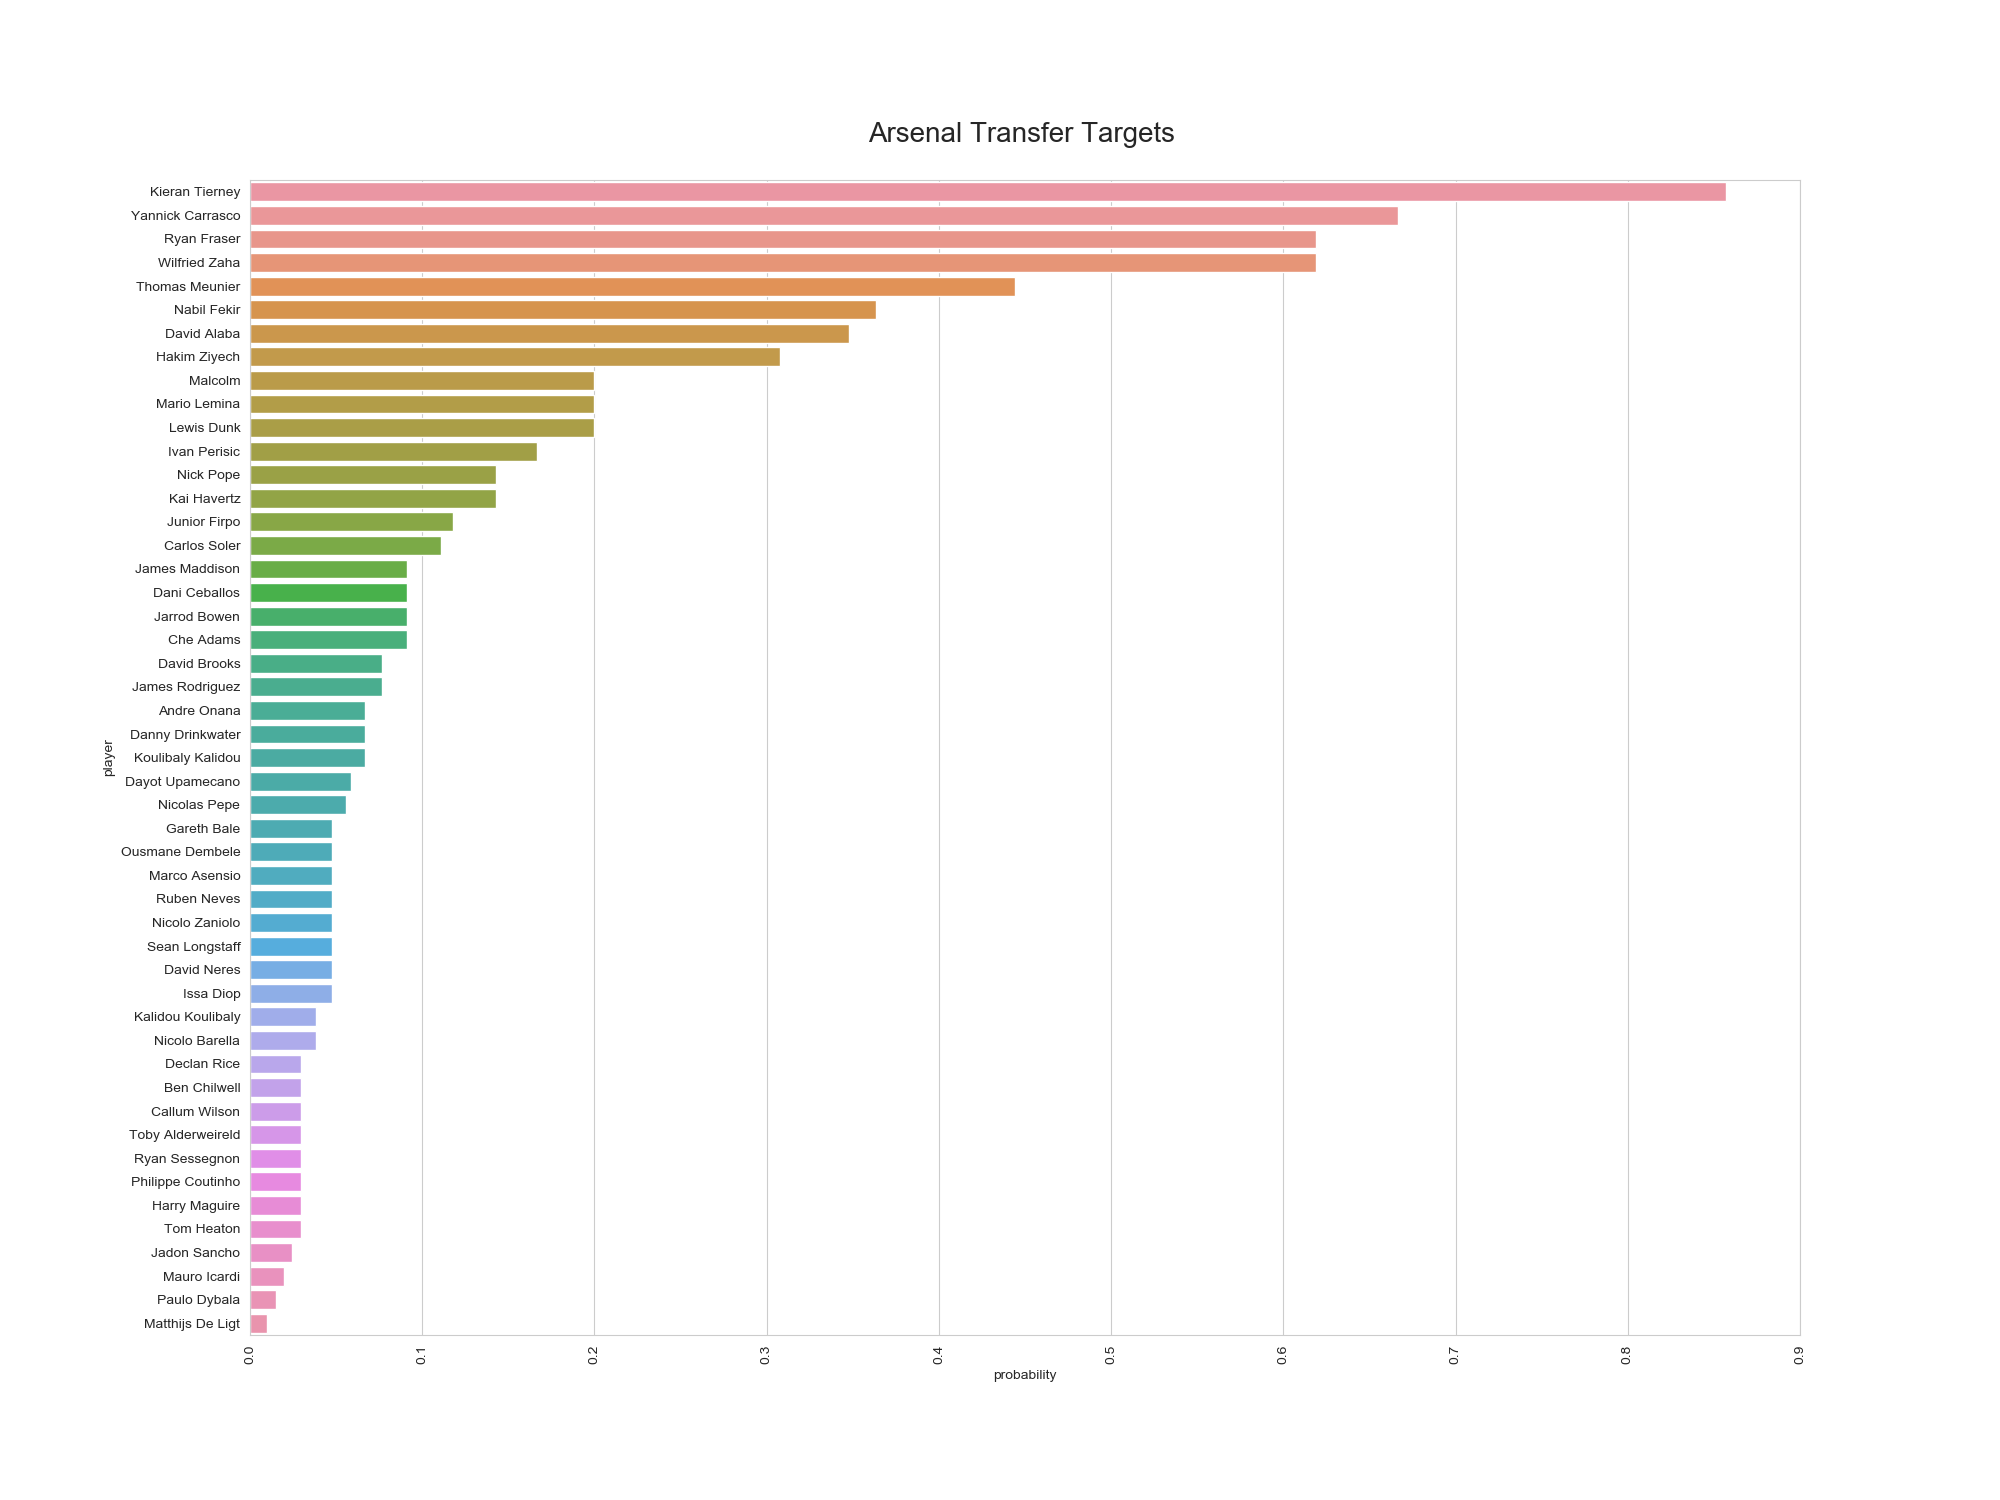 Arsenal Transfer Targets
Kieran Tierney
Yannick Carrasco
Ryan Fraser
Wilfried Zaha
Thomas Meunier
Nabil Fekir
David Alaba
Hakim Ziyech
Malcolm
Mario Lemina
Lewis Dunk
Ivan Perisic
Nick Pope
Kai Havertz
Junior Firpo
Carlos Soler
James Maddison
Dani Ceballos
Jarrod Bowen
Che Adams
David Brooks
James Rodriguez
Andre Onana
Danny Drinkwater
Koulibaly Kalidou
Dayot Upamecano
Nicolas Pepe
Gareth Bale
Ousmane Dembele
Marco Asensio
Ruben Neves
Nicolo Zaniolo
Sean Longstaff
David Neres
Issa Diop
Kalidou Koulibaly
Nicolo Barella
Declan Rice
Ben Chilwell
Callum Wilson
Toby Alderweireld
Ryan Sessegnon
Philippe Coutinho
Harry Maguire
Tom Heaton
Jadon Sancho
Mauro Icardi
Paulo Dybala
Matthijs De Ligt
player
0.0
0.1
0.2
0.3
0.4
0.5
0.6
0.7
0.8
0.9
probability